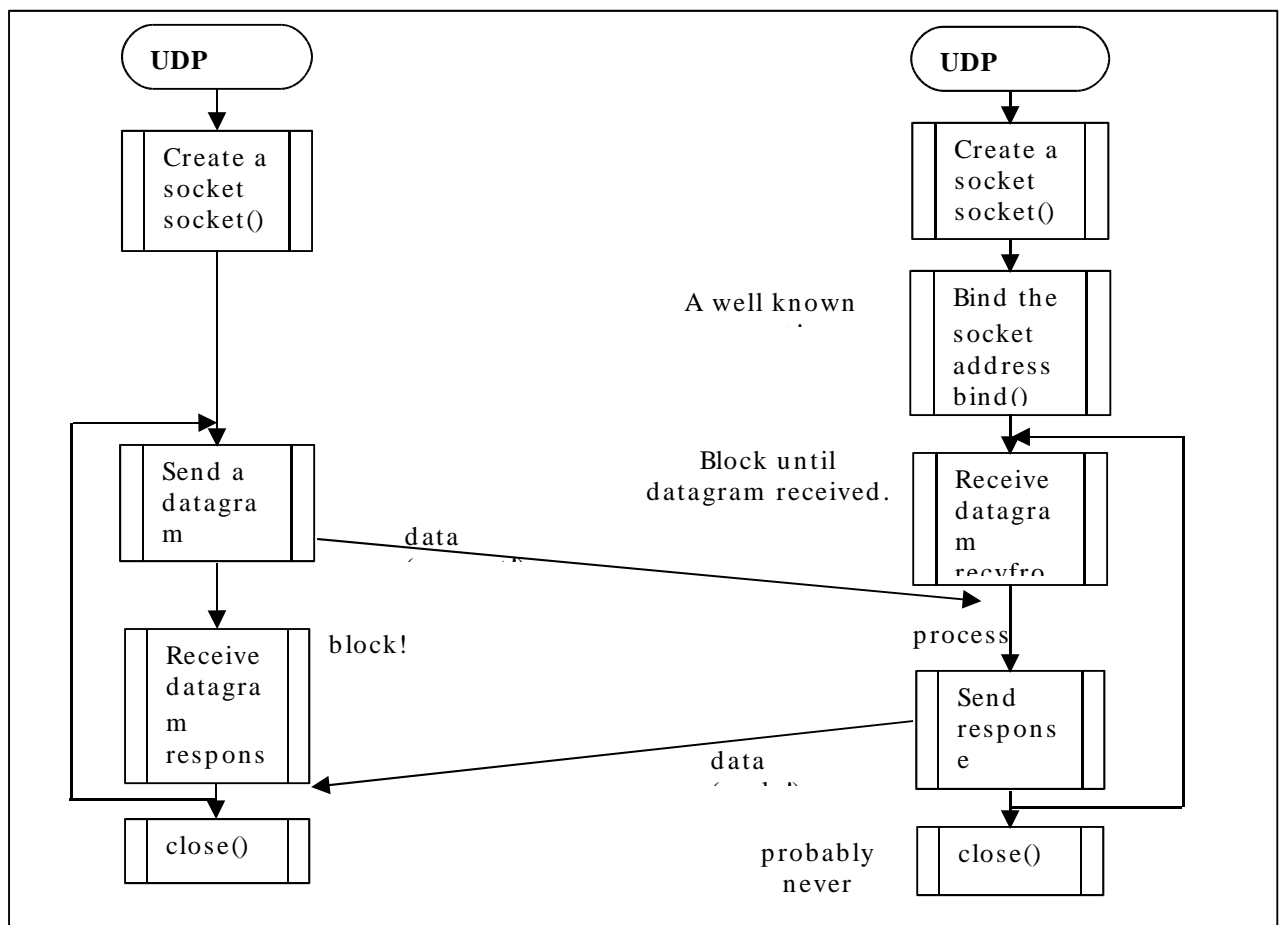 UDP
Create a
socket
socket()
Send a
datagra
m
data
block!
Receive
datagra
m
respons
close()
UDP
Create a
socket
socket()
A well known
Bind the
socket
address
bind()
Block until
datagram received.
Receive
datagra
m
recvfro
process
Send
respons
e
data
probably
never
close()